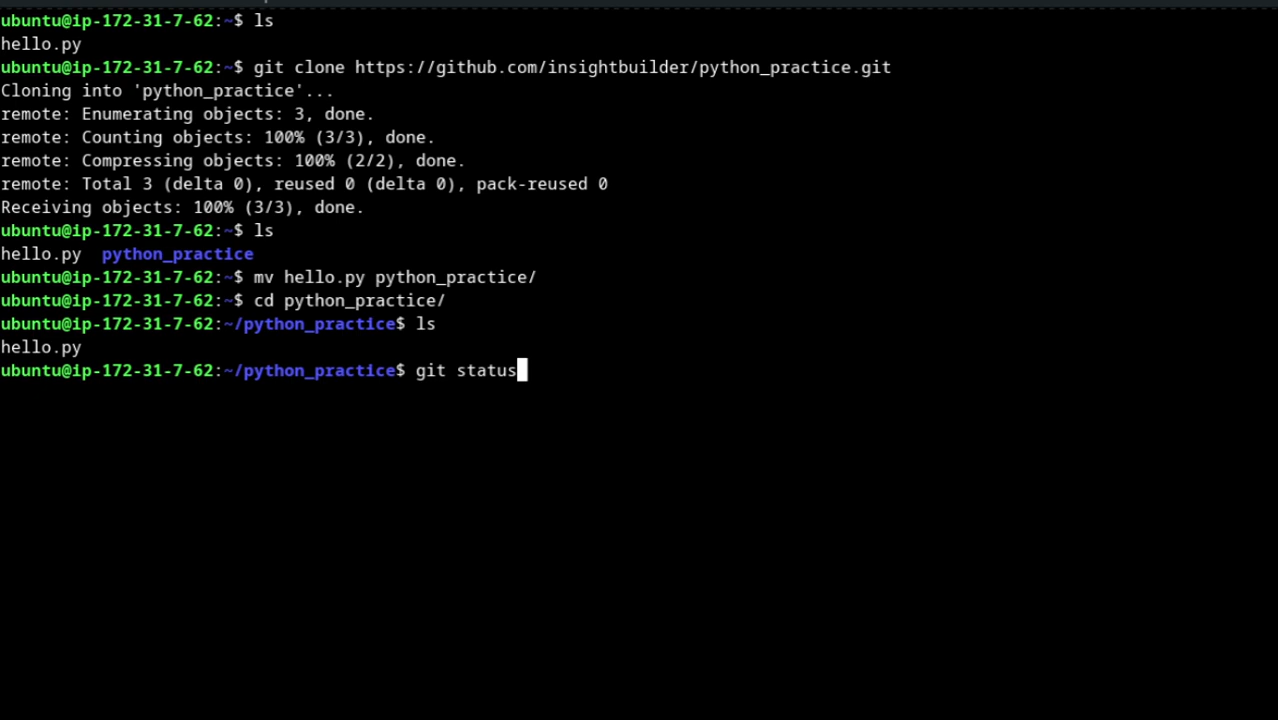 ubuntu@ip-172-31-7-62:~$ ls
hello.py
ubuntu@ip-172-31-7-62:~$ git clone https://github.com/insightbuilder/python_practice.git
Cloning into 'python_practice'...
remote: Enumerating objects: 3, done.
remote: Counting objects: 100% (3/3), done.
remote: Compressing objects: 100% (2/2), done.
remote: Total 3 (delta 0), reused 0 (delta 0), pack-reused 0
Receiving objects: 100% (3/3), done.
ubuntu@ip-172-31-7-62:~$ ls
hello.py  python_practice
ubuntu@ip-172-31-7-62:~$ mv hello.py python_practice/
ubuntu@ip-172-31-7-62:~$ cd python_practice/
ubuntu@ip-172-31-7-62:~/python_practice$ ls
hello.py
ubuntu@ip-172-31-7-62:~/python_practice$ git status